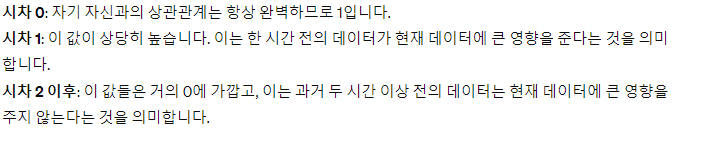 시차 0: 자기 자신과의 상관관계는 항상 완벽하므로 1입니다.
시차 1: 이 값이 상당히 높습니다. 이는 한 시간 전의 데이터가 현재 데이터에 큰 영향을 준다는 것을 의미
합니다.
시차 2 이후: 이 값들은 거의 0에 가깝고, 이는 과거 두 시간 이상 전의 데이터는 현재 데이터에 큰 영향을
주지 않는다는 것을 의미합니다.